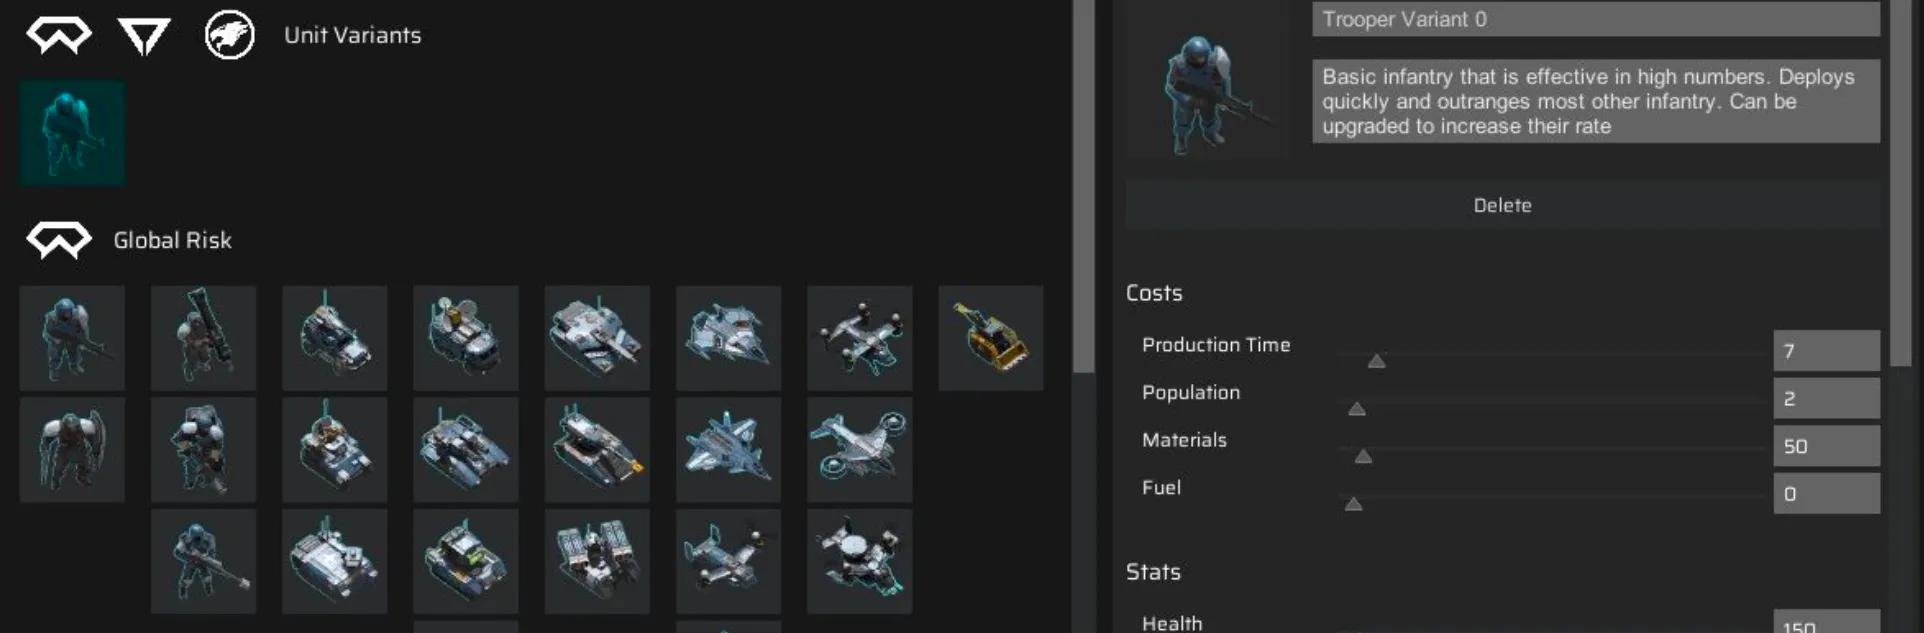 Unit Variants
Global Risk
Trooper Variant 0
Basic infantry that is effective in high numbers. Deploys
quickly and outranges most other infantry. Can be
upgraded to increase their rate
Delete
Costs
Production Time 7
Population 2
Materials 50
Fuel 0
Stats
Health 150